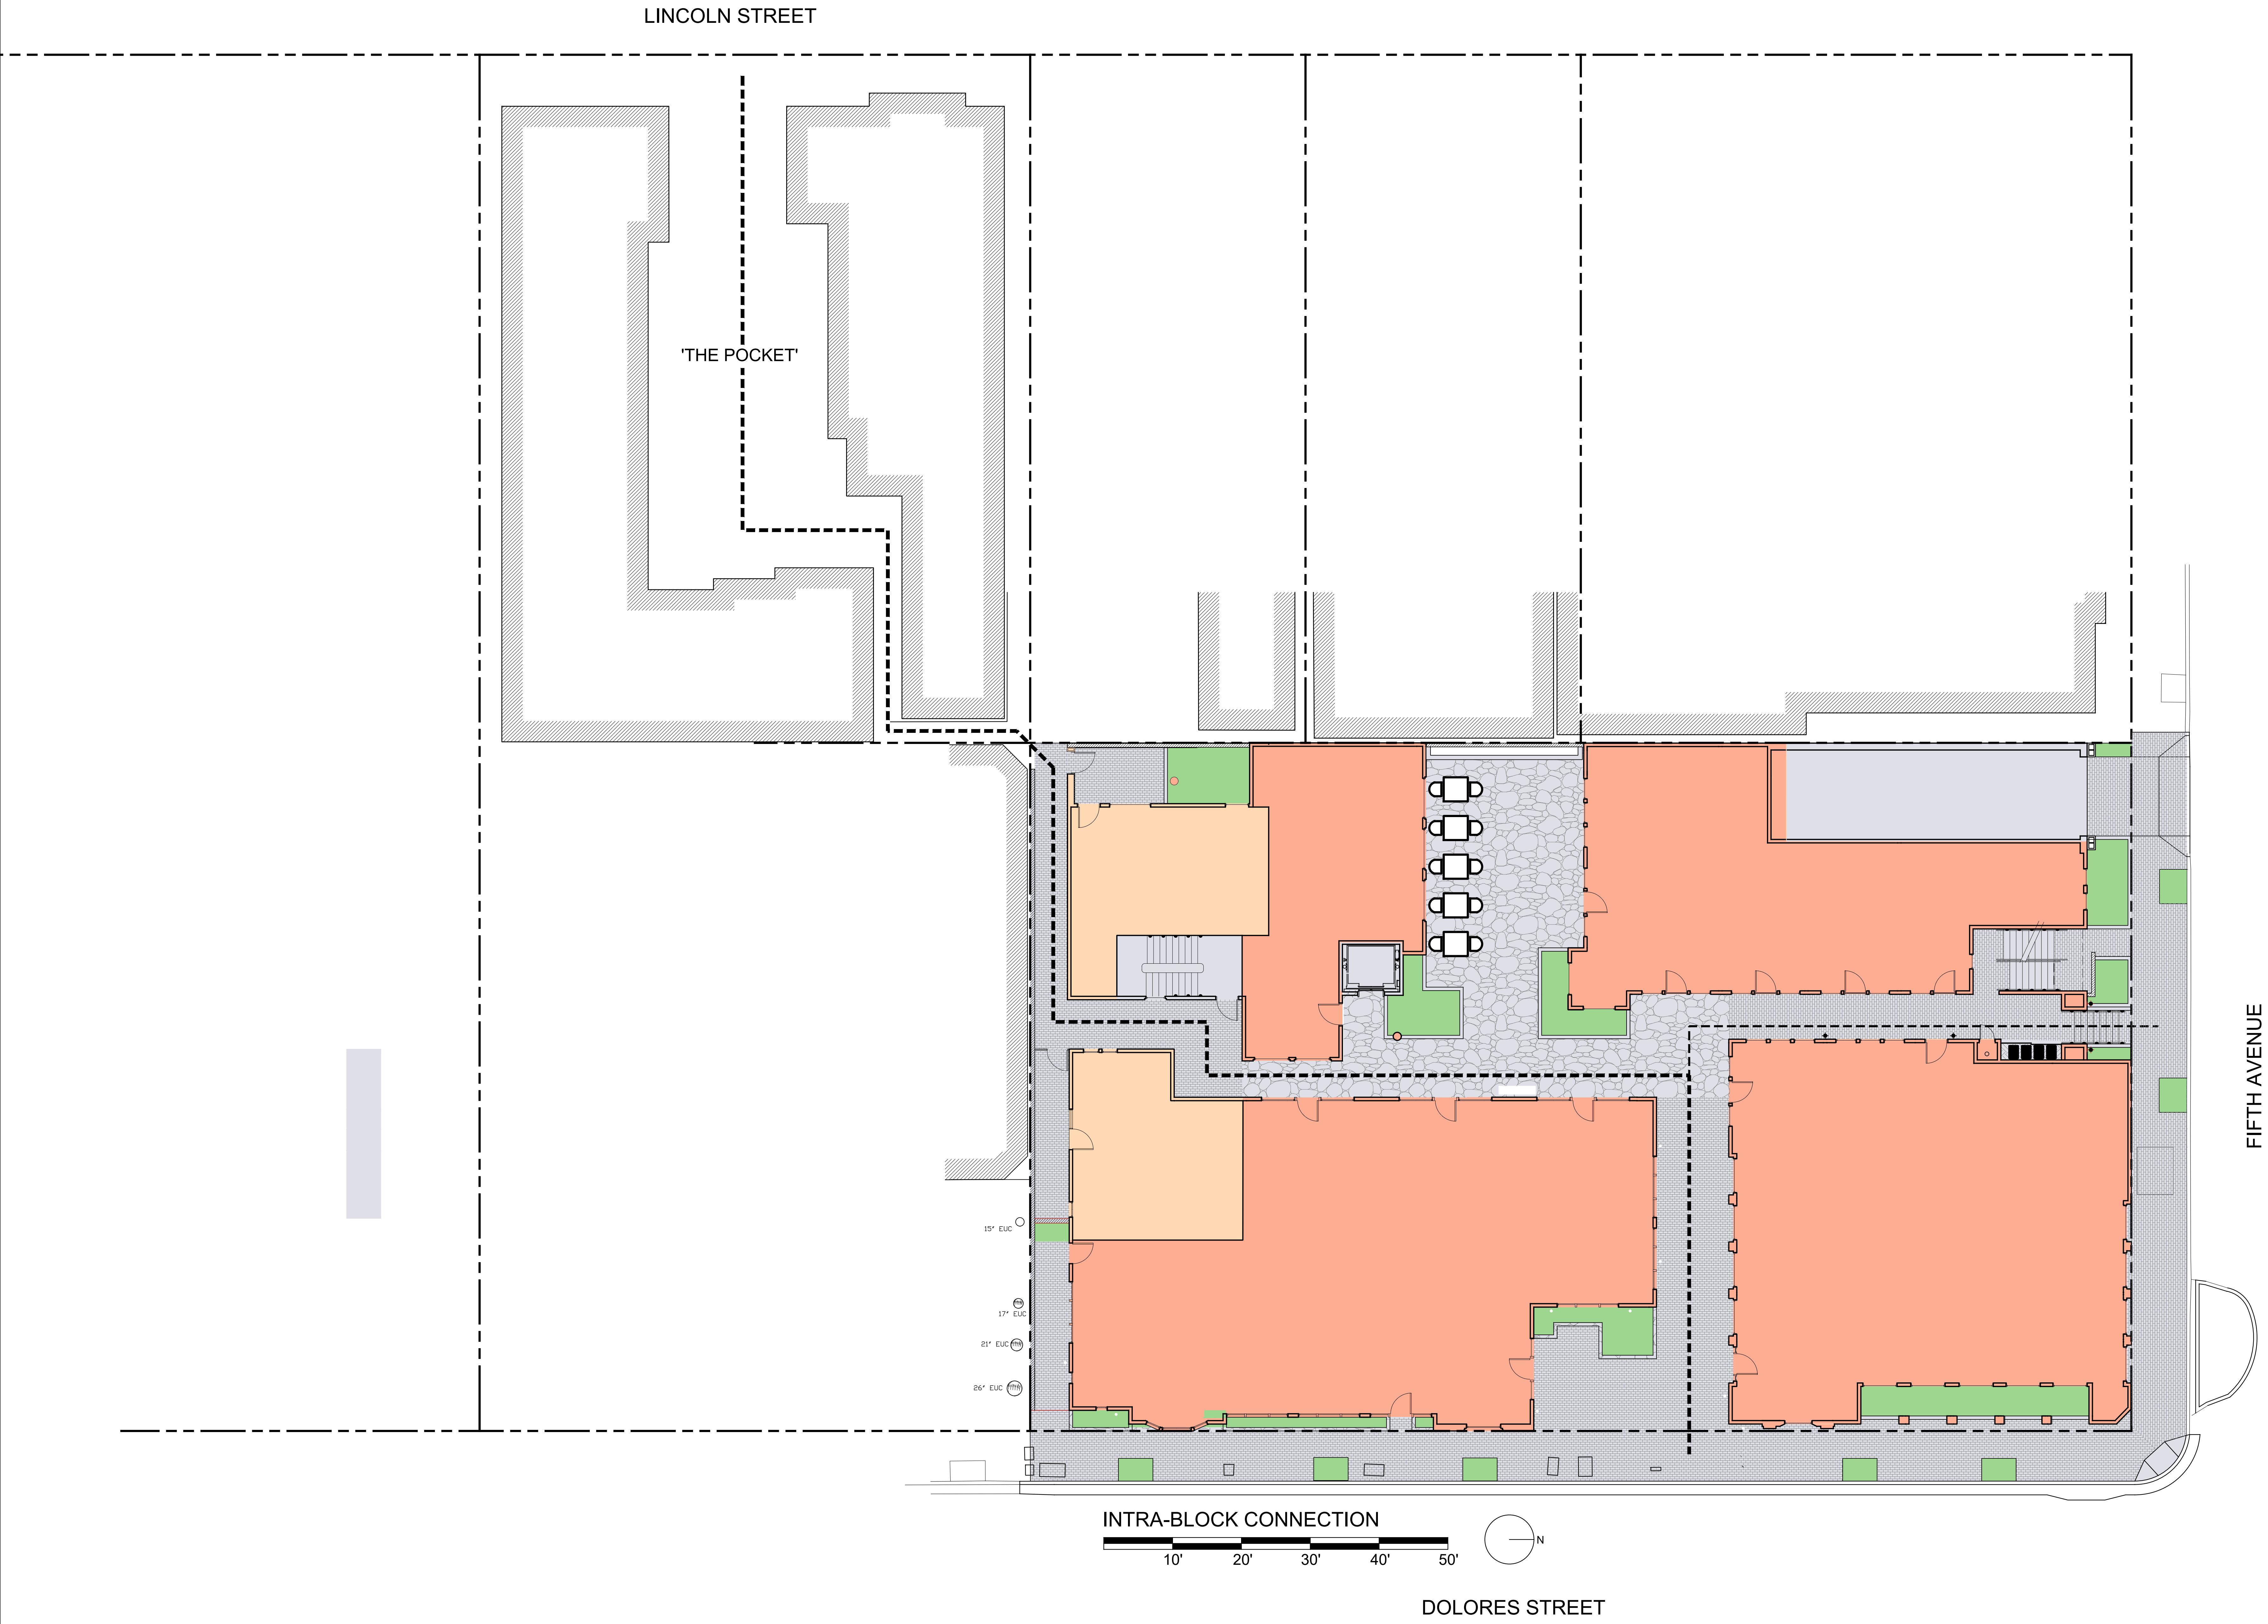 LINCOLN STREET
'THE POCKET'
FIFTH AVENUE
15" EUC
17" EUC
21" EUC
26" EUC
INTRA-BLOCK CONNECTION
N
10' 20' 30' 40' 50'
DOLORES STREET